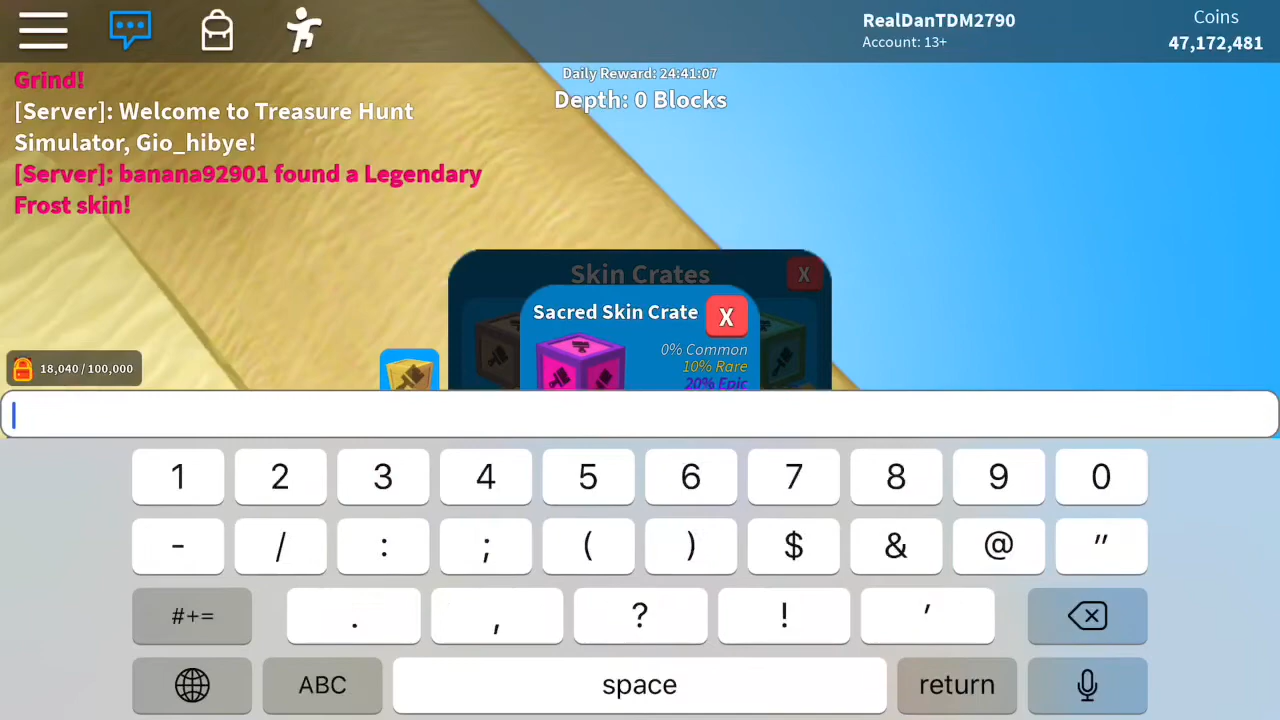 RealDanTDM2790
Account: 13+
Coins
47,172,481
Grind!
[Server]: Welcome to Treasure Hunt
Simulator, Gio_hibye!
[Server]: banana92901 found a Legendary
Frost skin!
Daily Reward: 24:41:07
Depth: 0 Blocks
Skin Crates
X
Sacred Skin Crate
X
0% Common
10% Rare
20% Epic
18,040 / 100,000
1 2 3 4 5 6 7 8 9 0
- / : ; ( ) $ & @ "
#+= . , ? ! '
ABC space return